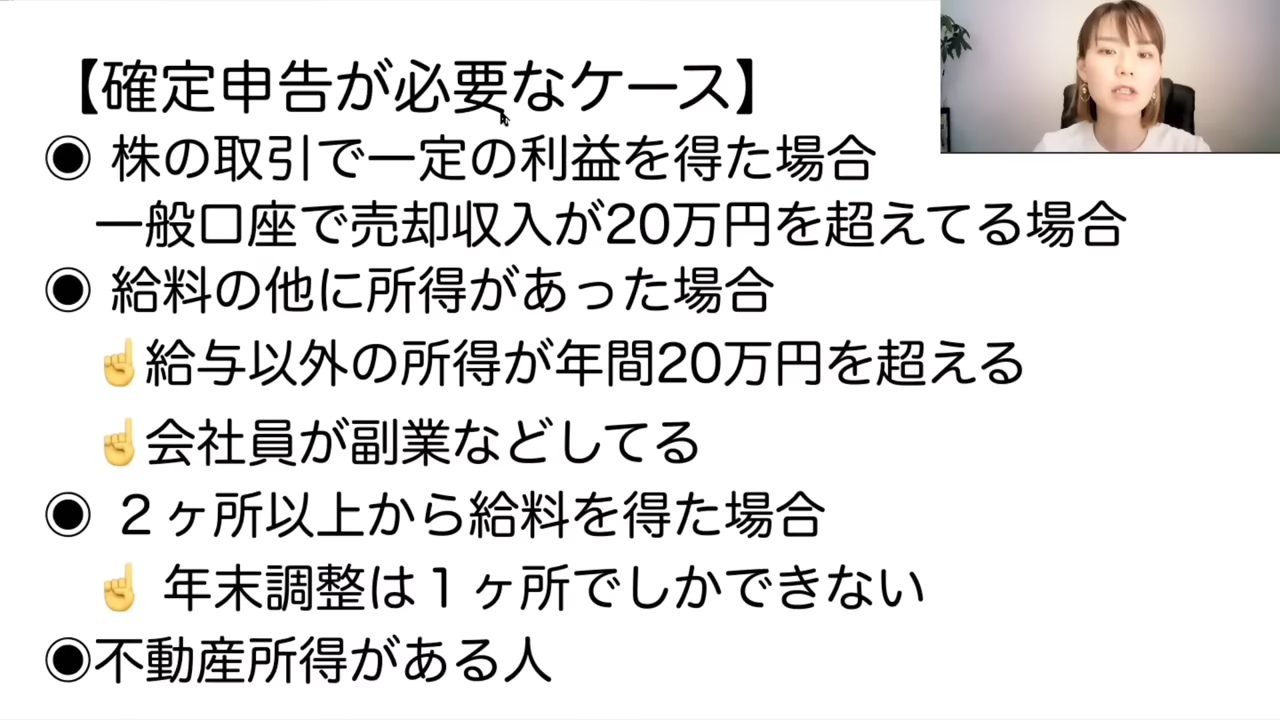 【確定申告が必要なケース】
◉ 株の取引で一定の利益を得た場合
一般口座で売却収入が20万円を超えてる場合
◉ 給料の他に所得があった場合
☝️給与以外の所得が年間20万円を超える
☝️会社員が副業などしてる
◉ ２ヶ所以上から給料を得た場合
☝️ 年末調整は１ヶ所でしかできない
◉不動産所得がある人